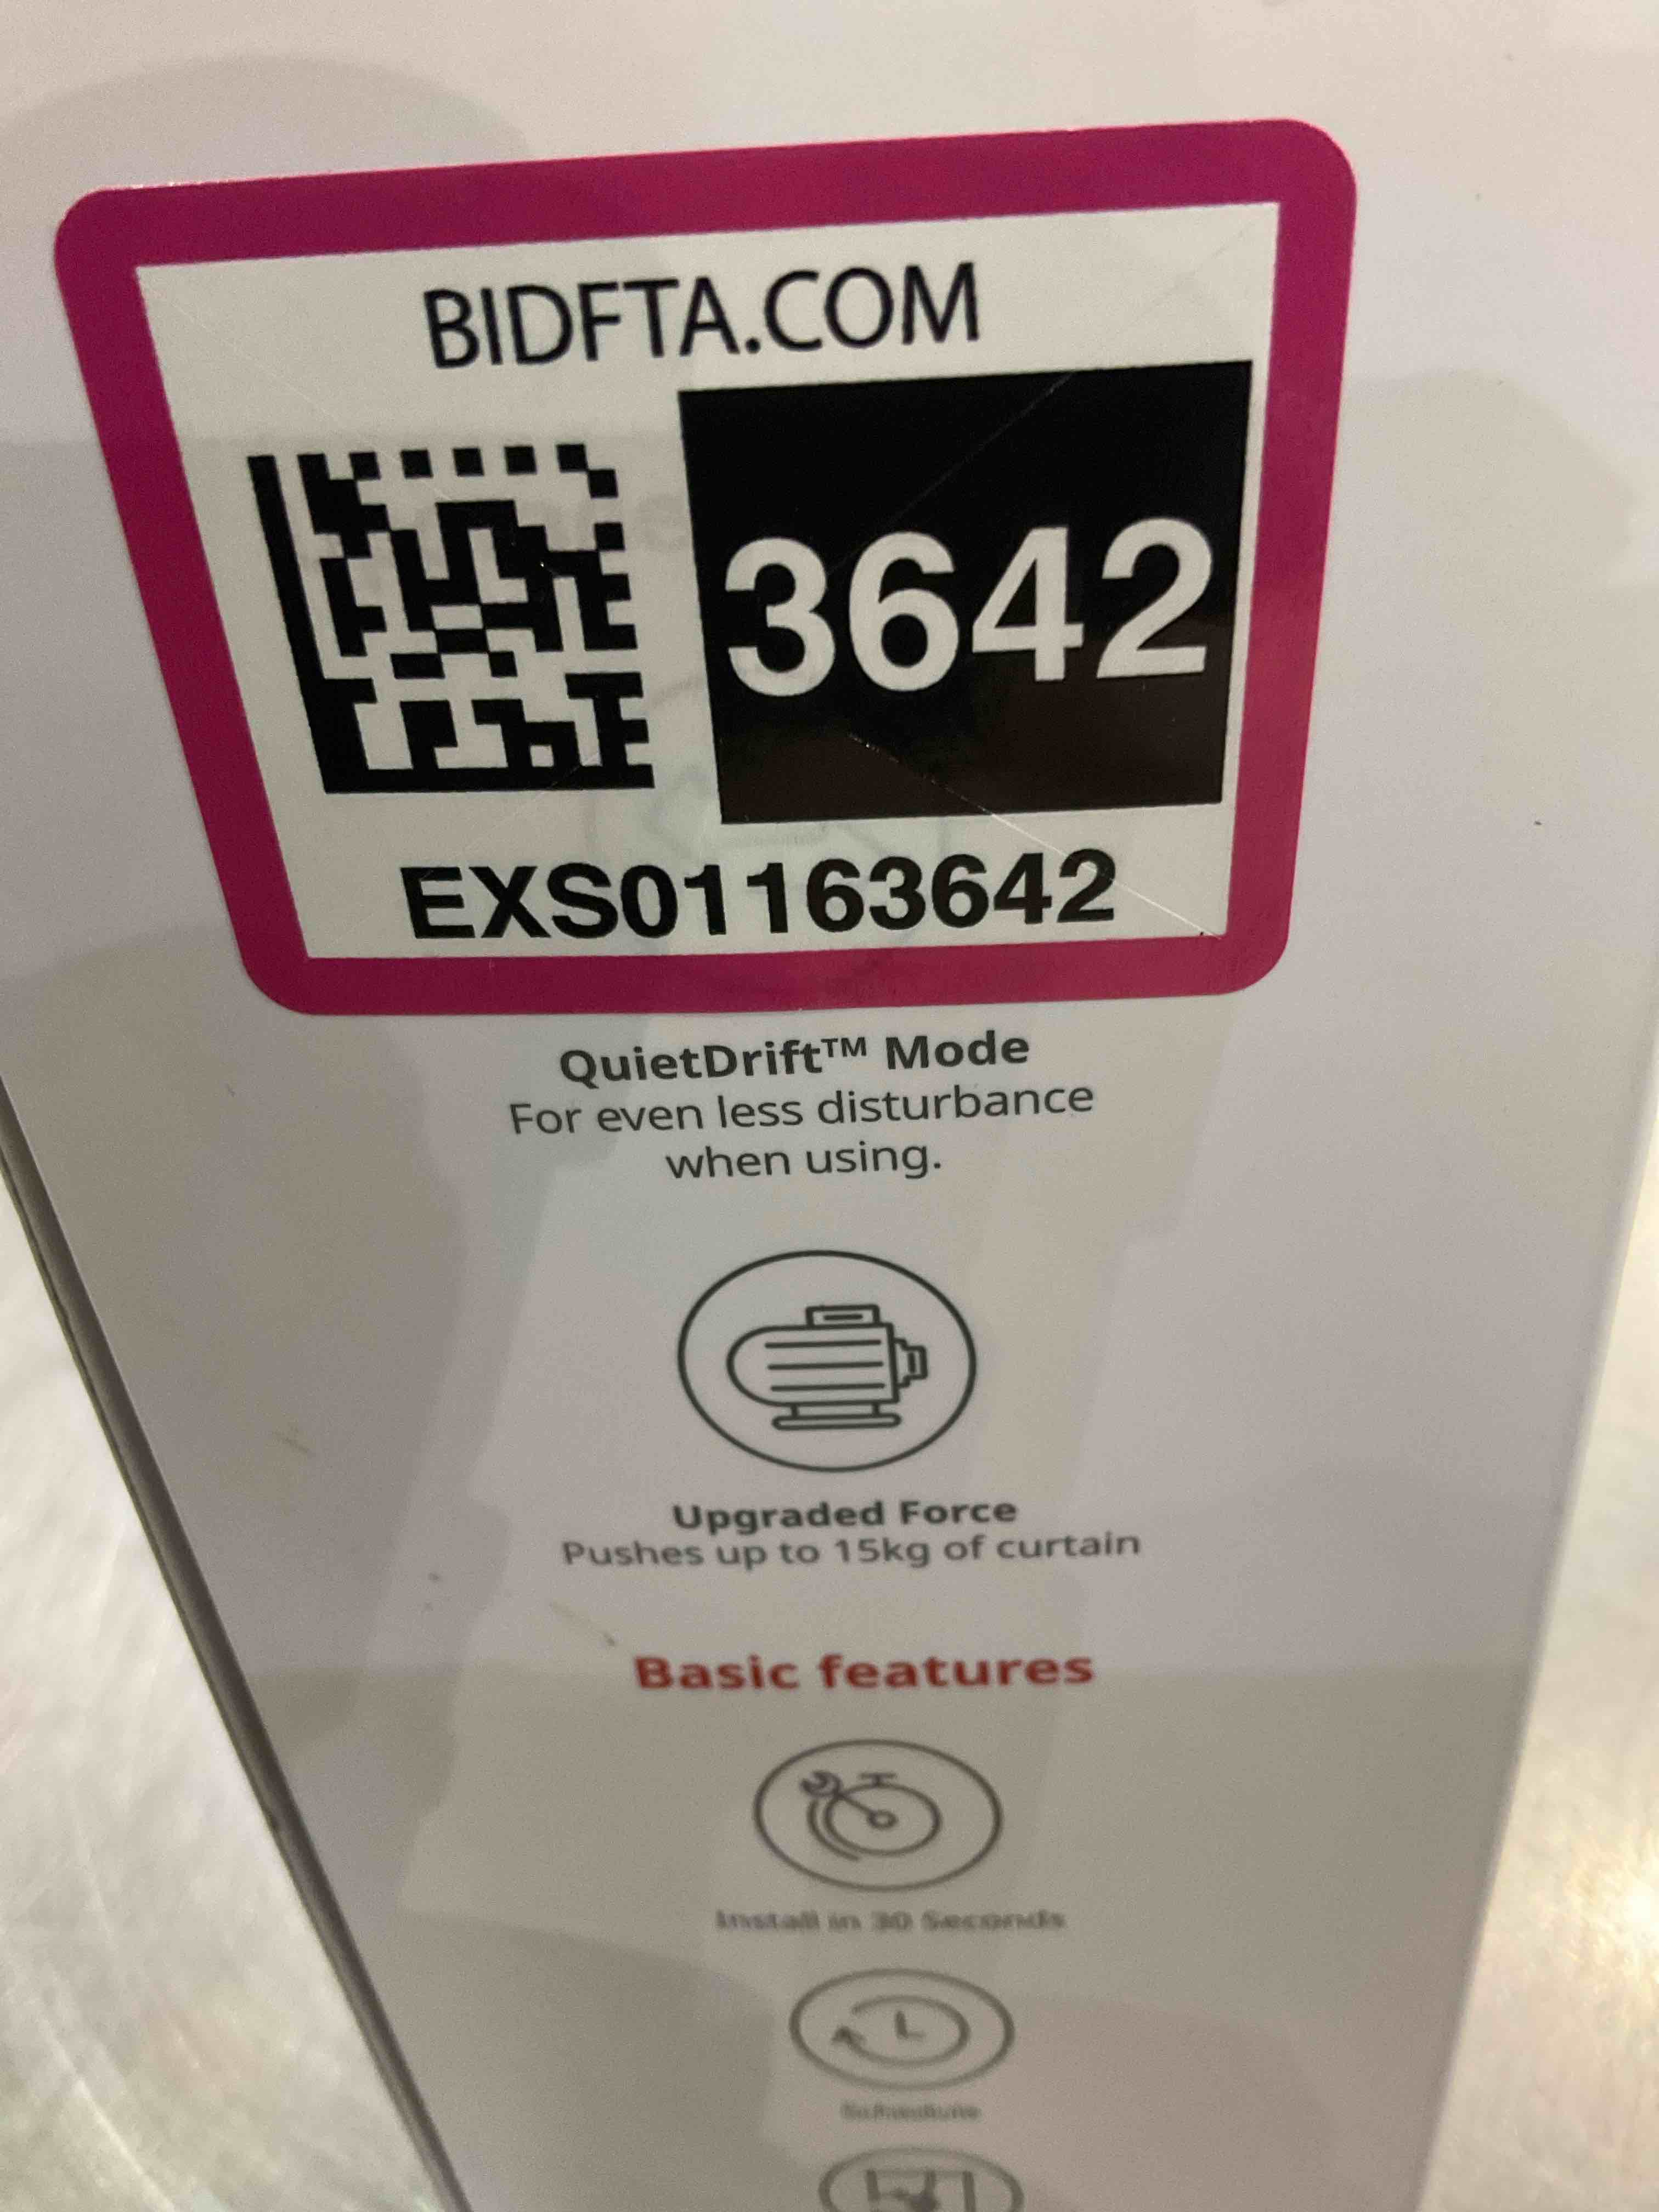 BIDFTA.COM
3642
EXS01163642
QuietDrift™ Mode
For even less disturbance
when using.
Upgraded Force
Pushes up to 15kg of curtain
Basic features
Install in 30 Seconds